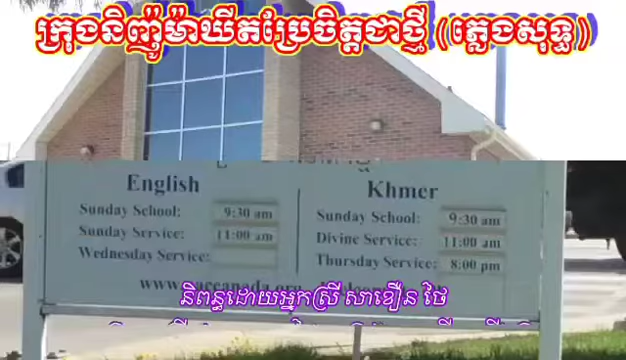 ក្រុងនិញ៉ូម៉ាឃីតប្រែចិត្តជាថ្មី (ភ្លេងសុទ្ធ)
English
Khmer
Sunday School: 9:30 am
Sunday School: 9:30 am
Sunday Service: 11:00 am
Divine Service: 11:00 am
Wednesday Service:
Thursday Service: 8:00 pm
និពន្ធដោយអ្នកស្រី សាខឿន ថៃ